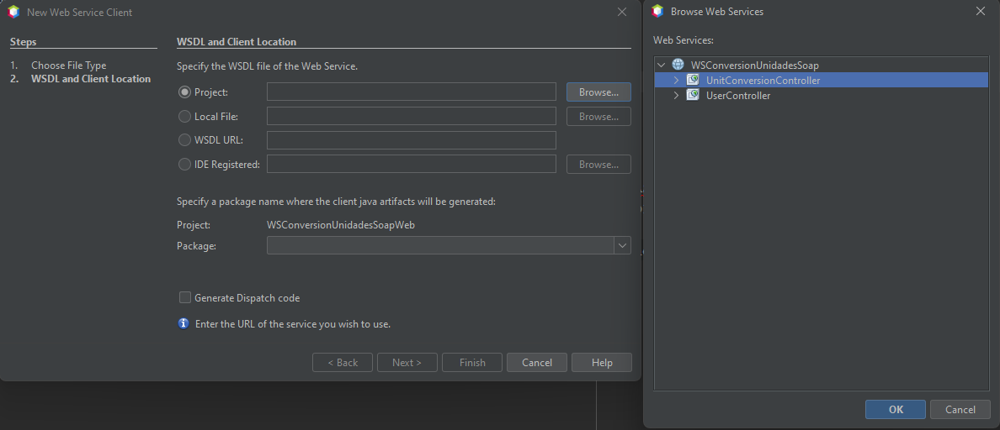 New Web Service Client
Steps
1. Choose File Type
2. WSDL and Client Location
WSDL and Client Location
Specify the WSDL file of the Web Service.
Project: Browse...
Local File: Browse...
WSDL URL:
IDE Registered: Browse...
Specify a package name where the client java artifacts will be generated:
Project: WSConversionUnidadesSoapWeb
Package:
Generate Dispatch code
Enter the URL of the service you wish to use.
< Back Next > Finish Cancel Help
Browse Web Services
Web Services:
WSConversionUnidadesSoap
UnitConversionController
UserController
OK Cancel